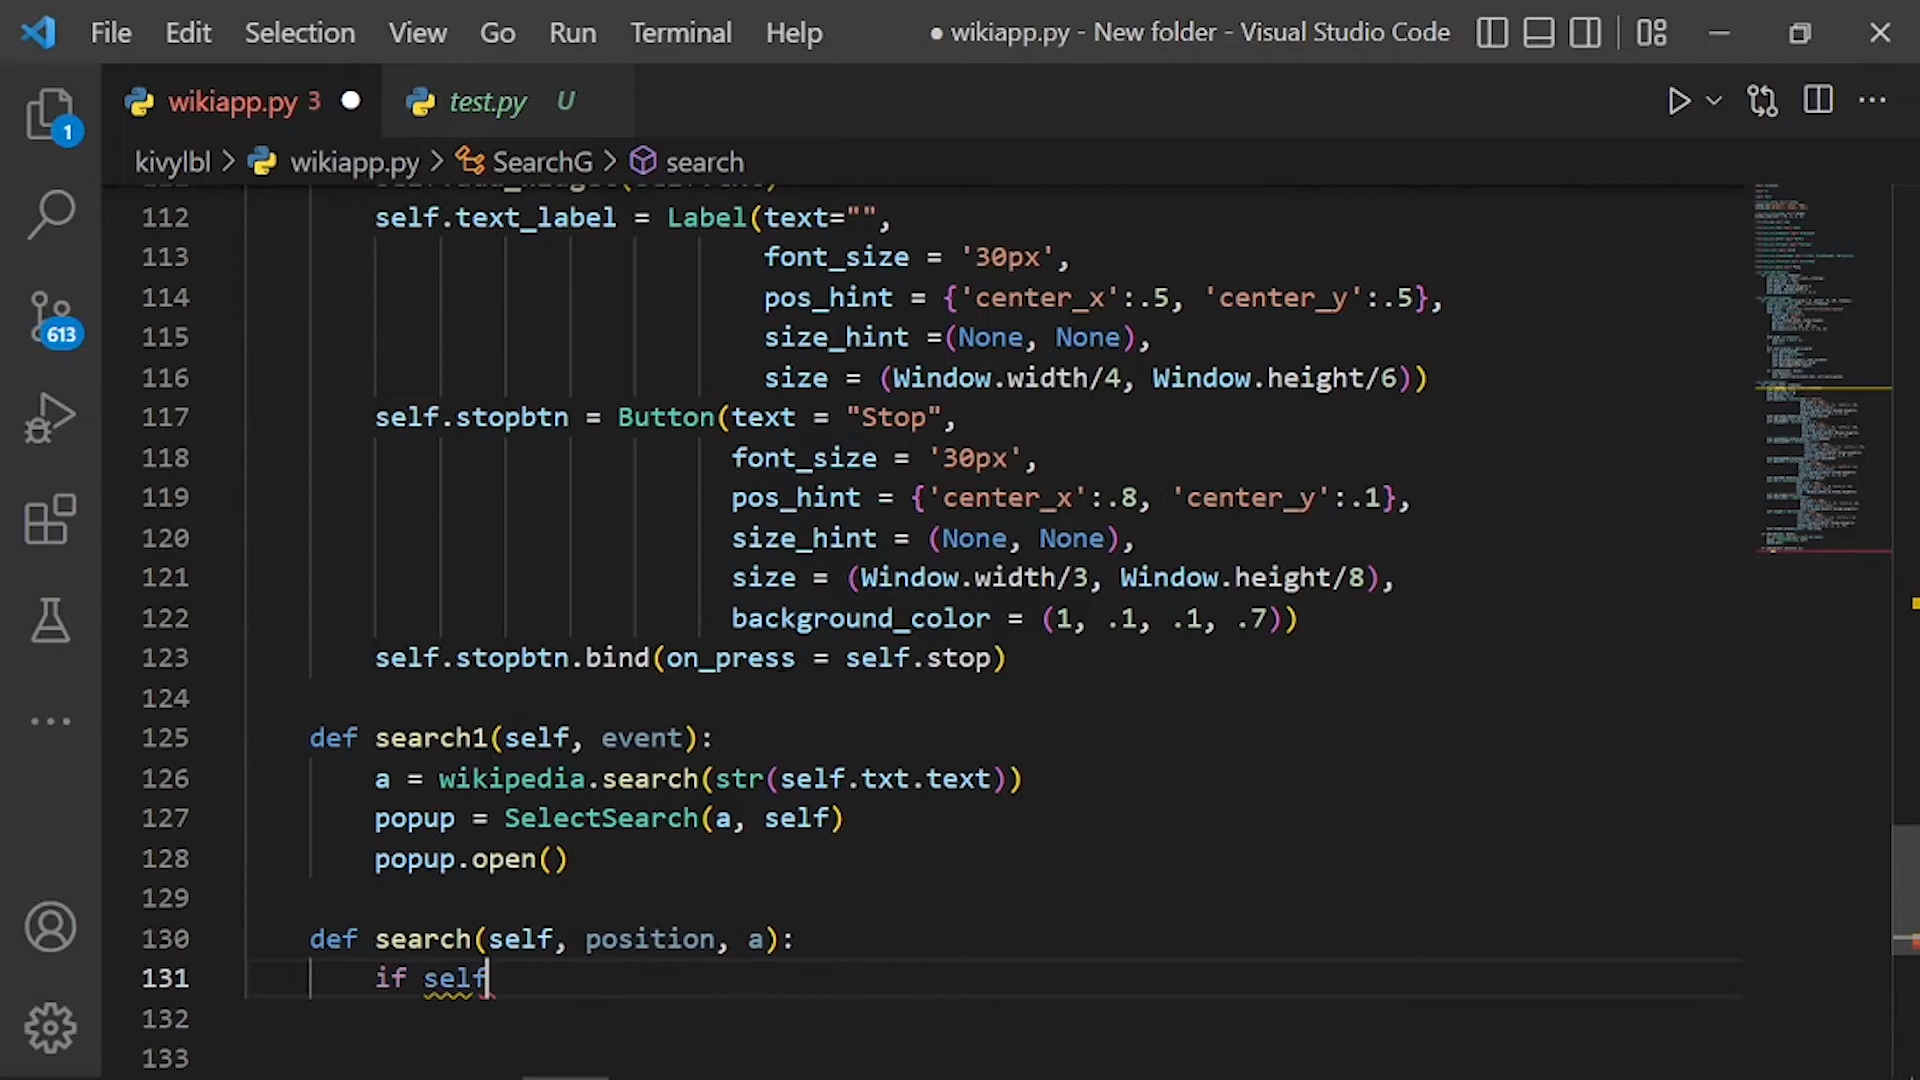 File Edit Selection View Go Run Terminal Help ● wikiapp.py - New folder - Visual Studio Code
wikiapp.py 3 ● test.py U
1
kivylbl > wikiapp.py > SearchG > search
112 self.text_label = Label(text="",
113 font_size = '30px',
114 pos_hint = {'center_x':.5, 'center_y':.5},
115 size_hint =(None, None),
116 size = (Window.width/4, Window.height/6))
613
117 self.stopbtn = Button(text = "Stop",
118 font_size = '30px',
119 pos_hint = {'center_x':.8, 'center_y':.1},
120 size_hint = (None, None),
121 size = (Window.width/3, Window.height/8),
122 background_color = (1, .1, .1, .7))
123 self.stopbtn.bind(on_press = self.stop)
124
125 def search1(self, event):
126 a = wikipedia.search(str(self.txt.text))
127 popup = SelectSearch(a, self)
128 popup.open()
129
130 def search(self, position, a):
131 if self
132
133